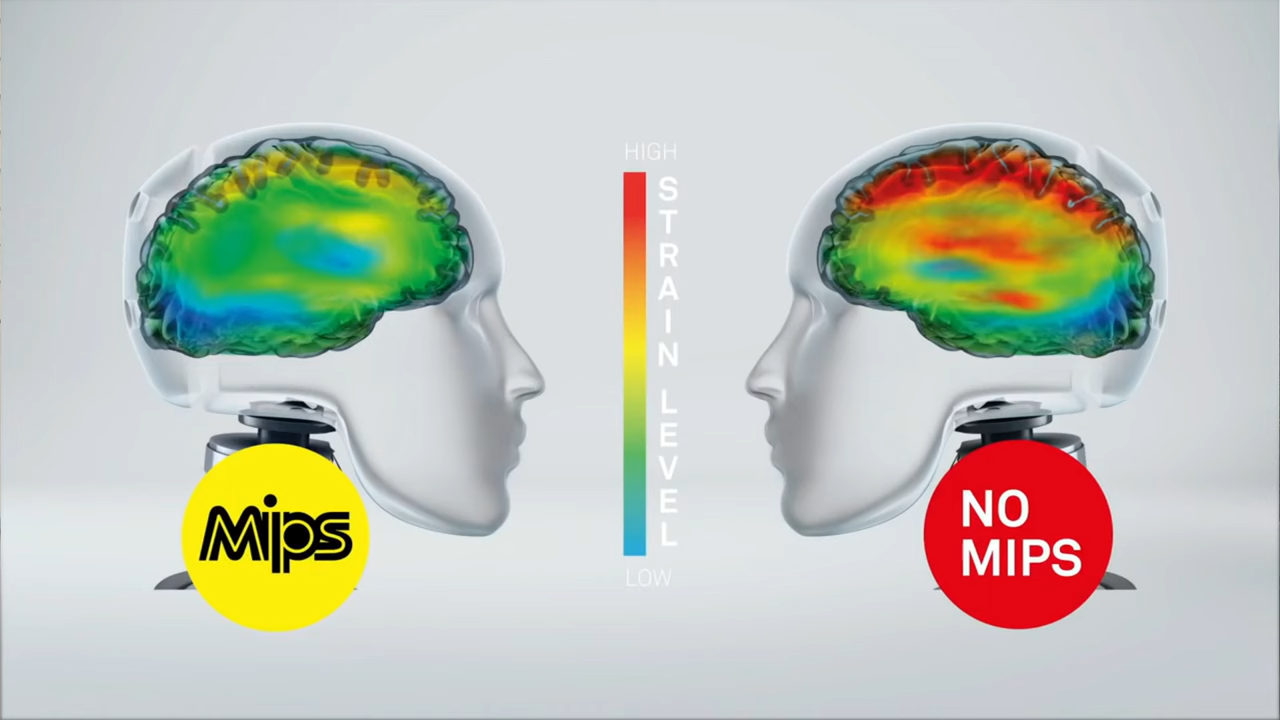 HIGH
STRAIN LEVEL
LOW
Mips
NO
MIPS